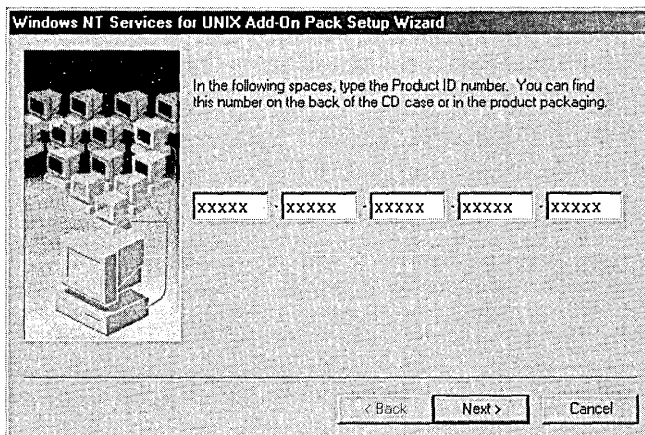 Windows NT Services for UNIX Add-On Pack Setup Wizard
In the following spaces, type the Product ID number. You can find
this number on the back of the CD case or in the product packaging.
xxxxx - xxxxx - xxxxx - xxxxx - xxxxx
< Back Next > Cancel